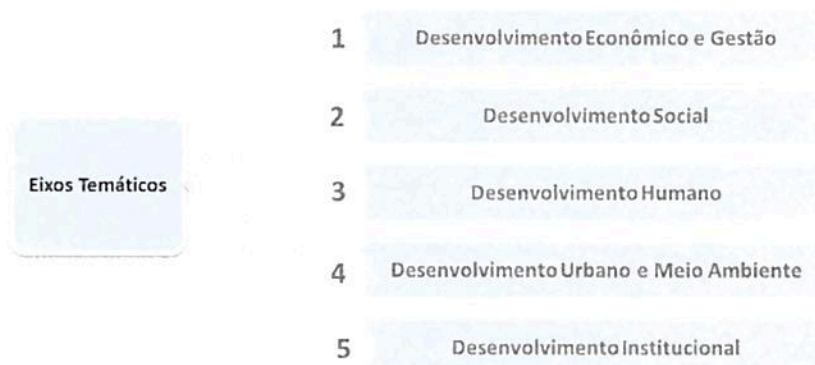 Eixos Temáticos
1 Desenvolvimento Econômico e Gestão
2 Desenvolvimento Social
3 Desenvolvimento Humano
4 Desenvolvimento Urbano e Meio Ambiente
5 Desenvolvimento Institucional